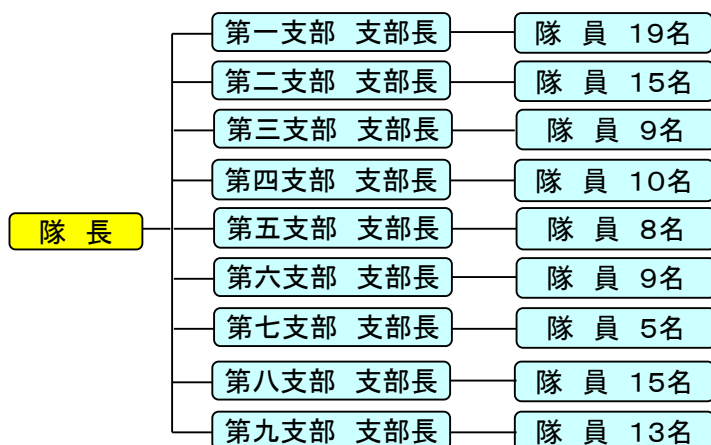 第一支部 支部長 隊 員 19名
第二支部 支部長 隊 員 15名
第三支部 支部長 隊 員 9名
第四支部 支部長 隊 員 10名
隊 長
第五支部 支部長 隊 員 8名
第六支部 支部長 隊 員 9名
第七支部 支部長 隊 員 5名
第八支部 支部長 隊 員 15名
第九支部 支部長 隊 員 13名